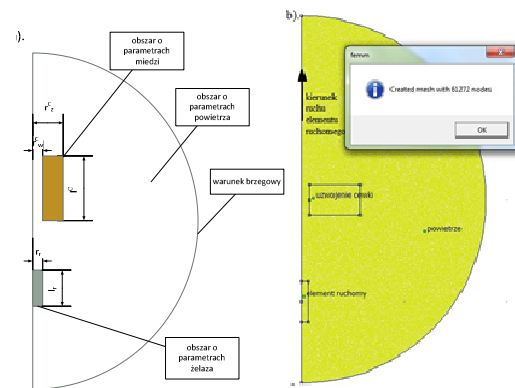 a).
obszar o
parametrach
miedzi
obszar o
parametrach
powietrza
warunek brzegowy
obszar o
parametrach
żelaza
b).
kierunek
ruchu
elementu
ruchomego
uzwojenie cewki
powietrze
element ruchomy
femm
Created mesh with 61272 nodes
OK